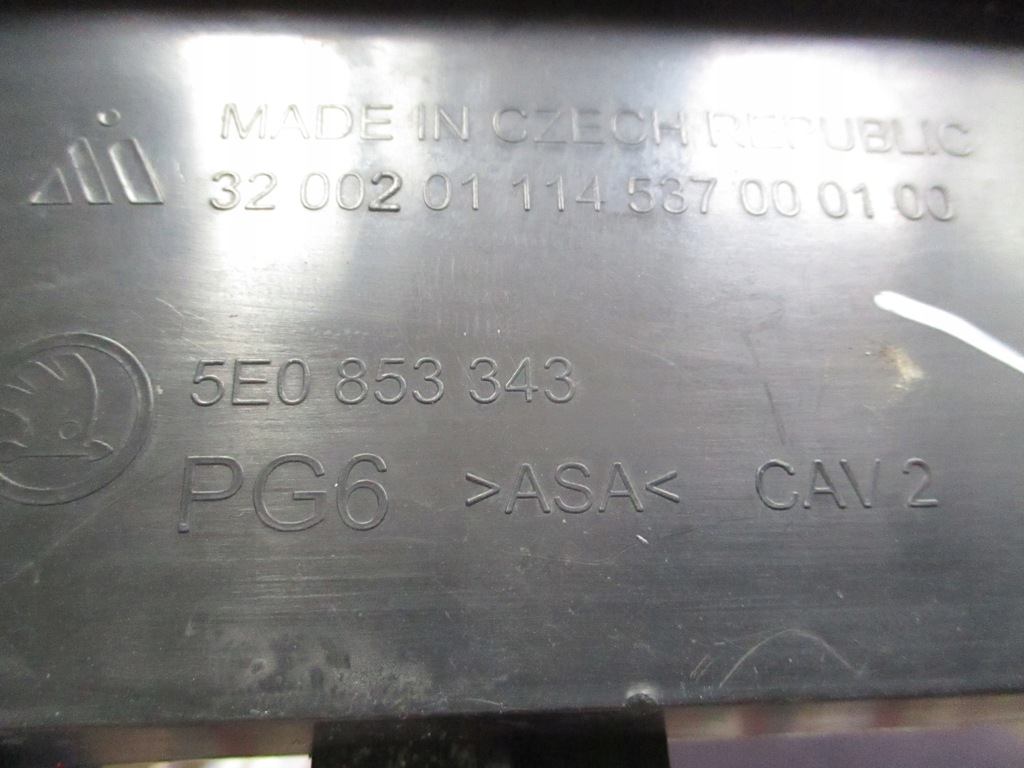 MADE IN CZECH REPUBLIC
32 002 01 114 537 00 01 00
5E0 853 343
PG6 >ASA< CAV 2